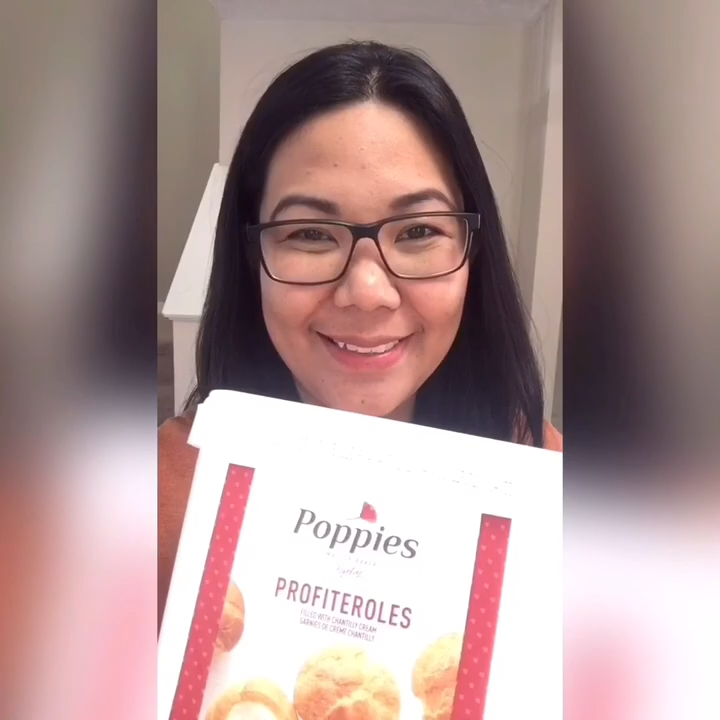 Poppies
PROFITEROLES
FILLED WITH CHANTILLY CREAM
GARNIES DE CRÈME CHANTILLY